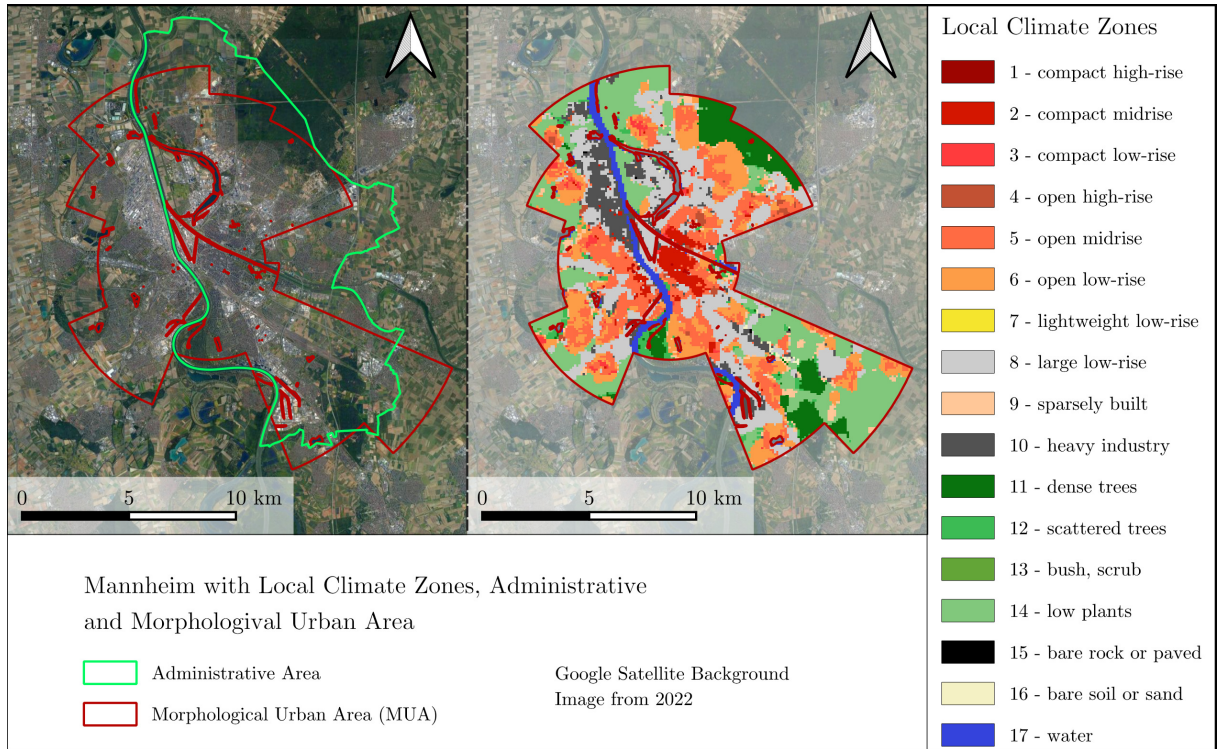 0 5 10 km
0 5 10 km
Mannheim with Local Climate Zones, Administrative
and Morphologival Urban Area
Administrative Area
Morphological Urban Area (MUA)
Google Satellite Background
Image from 2022
Local Climate Zones
1 - compact high-rise
2 - compact midrise
3 - compact low-rise
4 - open high-rise
5 - open midrise
6 - open low-rise
7 - lightweight low-rise
8 - large low-rise
9 - sparsely built
10 - heavy industry
11 - dense trees
12 - scattered trees
13 - bush, scrub
14 - low plants
15 - bare rock or paved
16 - bare soil or sand
17 - water